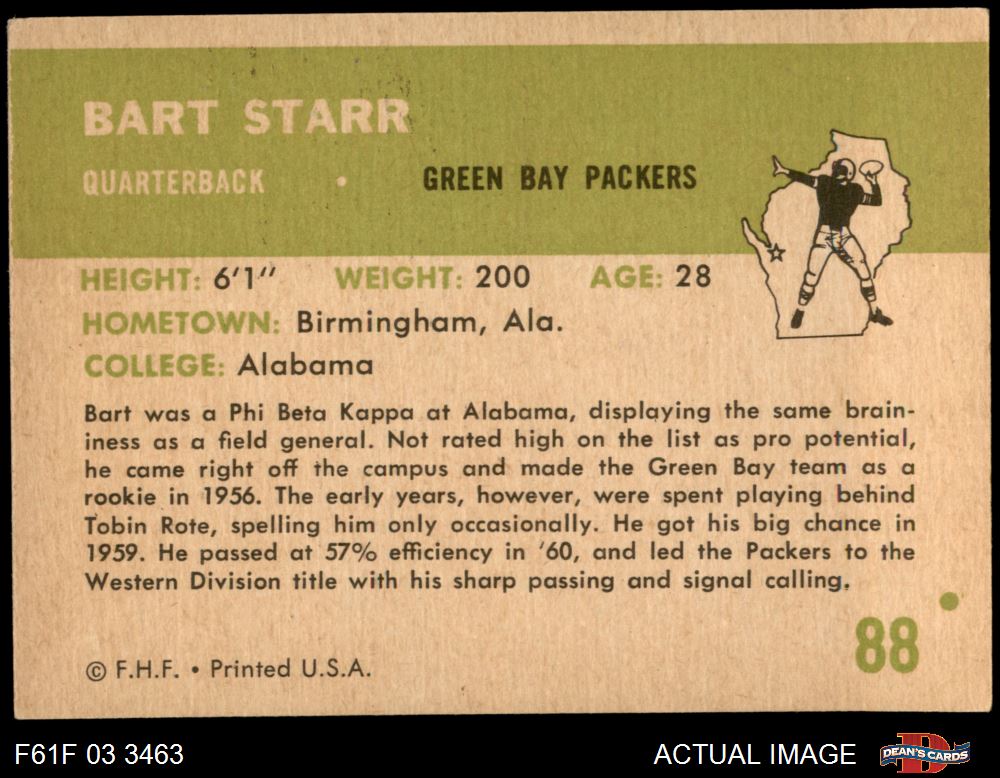 BART STARR
QUARTERBACK • GREEN BAY PACKERS
HEIGHT: 6'1" WEIGHT: 200 AGE: 28
HOMETOWN: Birmingham, Ala.
COLLEGE: Alabama
Bart was a Phi Beta Kappa at Alabama, displaying the same brain-
iness as a field general. Not rated high on the list as pro potential,
he came right off the campus and made the Green Bay team as a
rookie in 1956. The early years, however, were spent playing behind
Tobin Rote, spelling him only occasionally. He got his big chance in
1959. He passed at 57% efficiency in '60, and led the Packers to the
Western Division title with his sharp passing and signal calling.
88
© F.H.F. • Printed U.S.A.
F61F 03 3463
ACTUAL IMAGE
D
DEAN'S CARDS